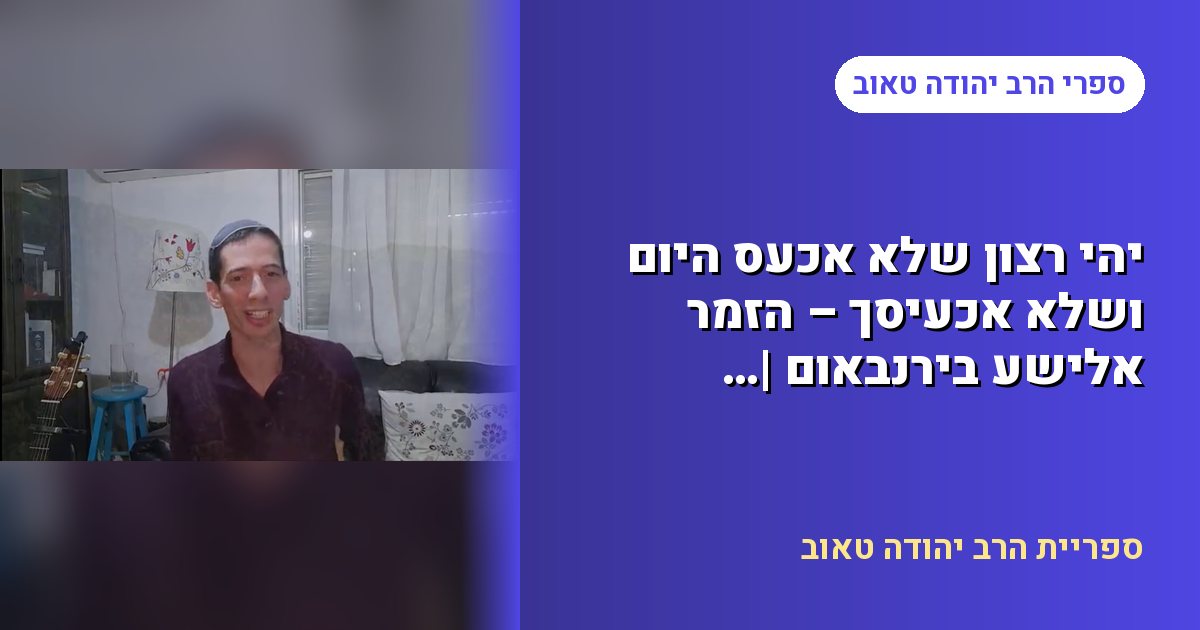 ספרי הרב יהודה טאוב
יהי רצון שלא אכעס היום
ושלא אכעיסך – הזמר
אלישע בירנבאום |...
ספריית הרב יהודה טאוב